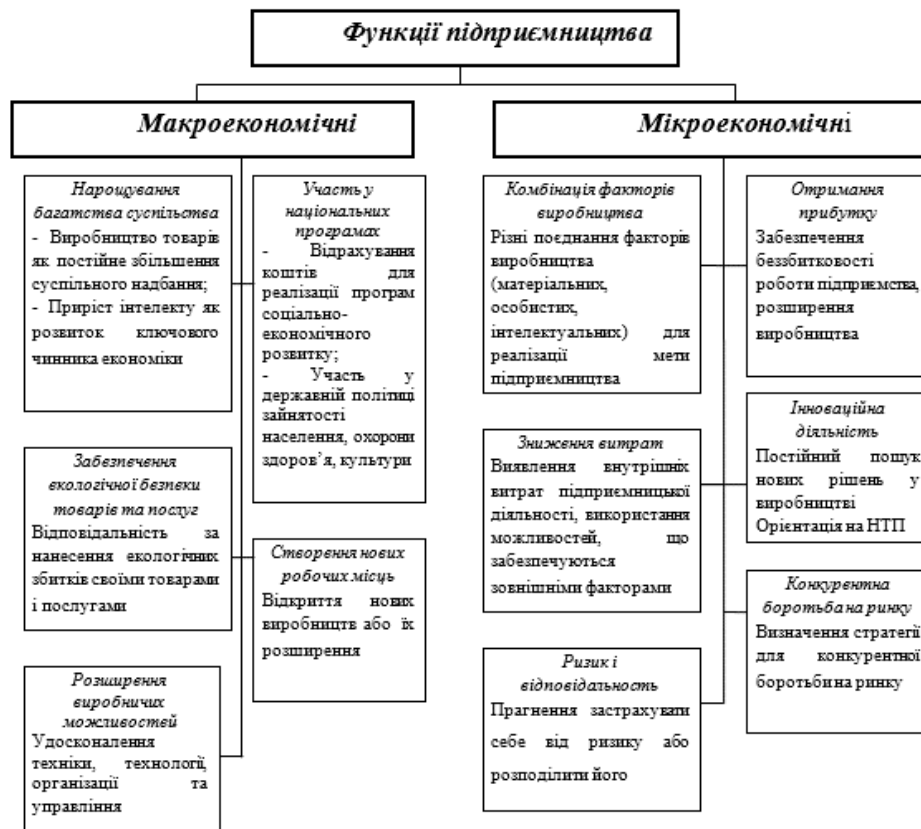 Функції підприємництва
Макроекономічні
Мікроекономічні
Нарощування
багатства суспільства
- Виробництво товарів
як постійне збільшення
суспільного надбання;
- Приріст інтелекту як
розвиток ключового
чинника економіки
Участь у
національних
програмах
- Відрахування
коштів для
реалізації програм
соціально-
економічного
розвитку;
- Участь у
державній політиці
зайнятості
населення, охорони
здоров’я, культури
Забезпечення
екологічної безпеки
товарів та послуг
Відповідальність за
нанесення екологічних
збитків своїми товарами
і послугами
Створення нових
робочих місць
Відкриття нових
виробництв або їх
розширення
Розширення
виробничих
можливостей
Удосконалення
техніки, технології,
організації та
управління
Комбінація факторів
виробництва
Різні поєднання факторів
виробництва
(матеріальних,
особистих,
інтелектуальних) для
реалізації мети
підприємництва
Отримання
прибутку
Забезпечення
беззбитковості
роботи підприємства,
розширення
виробництва
Зниження витрат
Виявлення внутрішніх
витрат підприємницької
діяльності, використання
можливостей, що
забезпечуються
зовнішніми факторами
Інноваційна
діяльність
Постійний пошук
нових рішень у
виробництві
Орієнтація на НТП
Ризик і
відповідальность
Прагнення застрахувати
себе від ризику або
розподілити його
Конкурентна
боротьба на ринку
Визначення стратегії
для конкурентної
боротьби на ринку